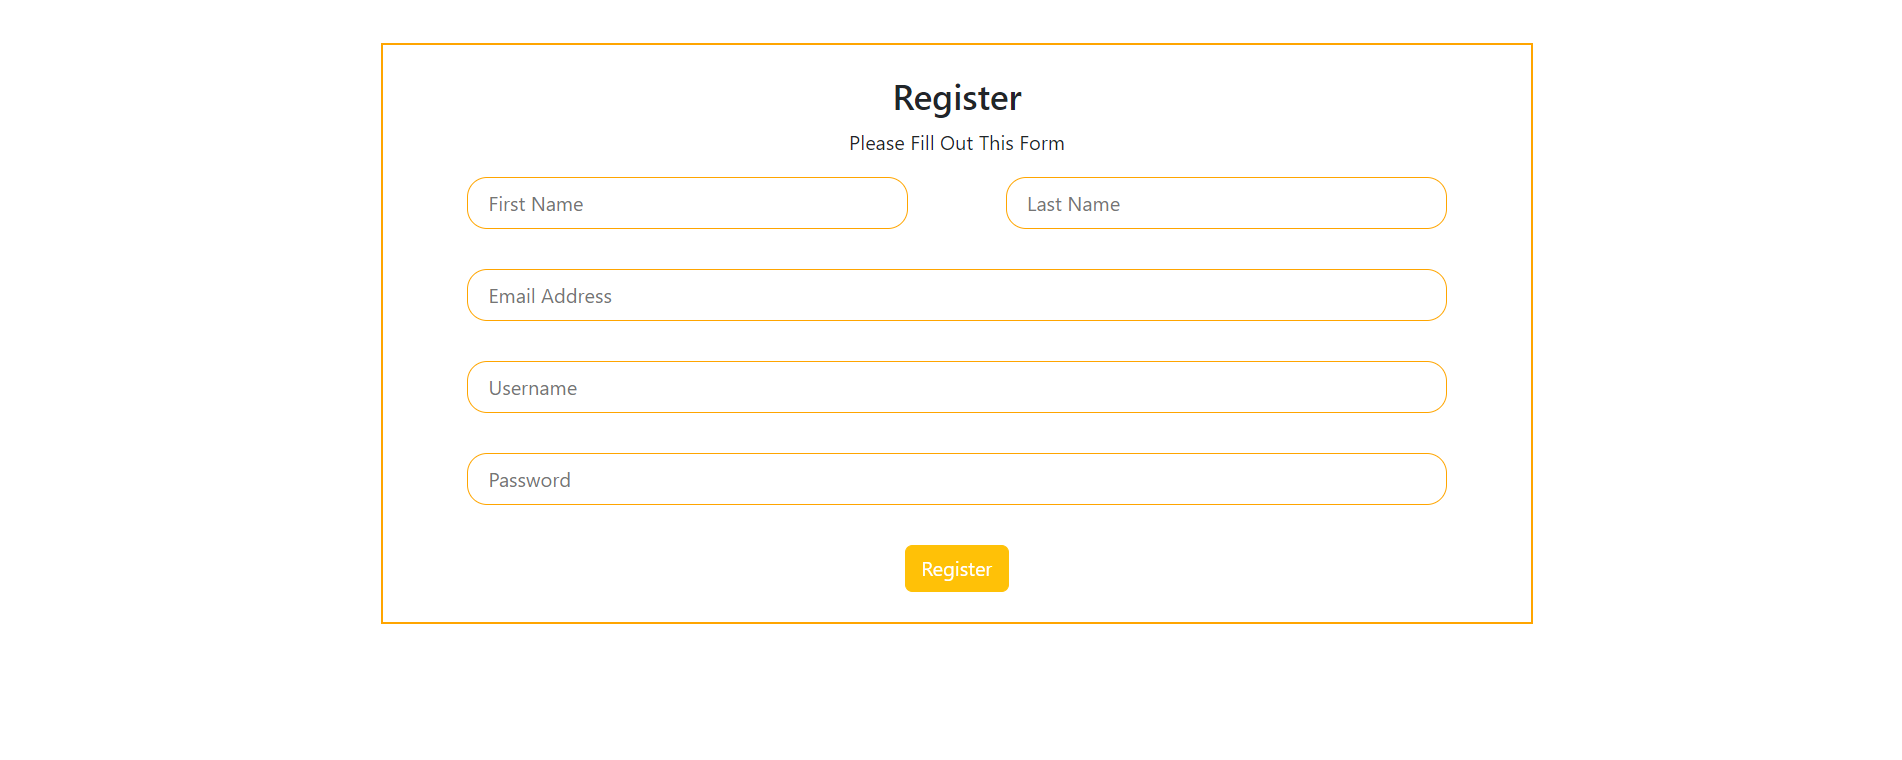 Register
Please Fill Out This Form
First Name
Last Name
Email Address
Username
Password
Register